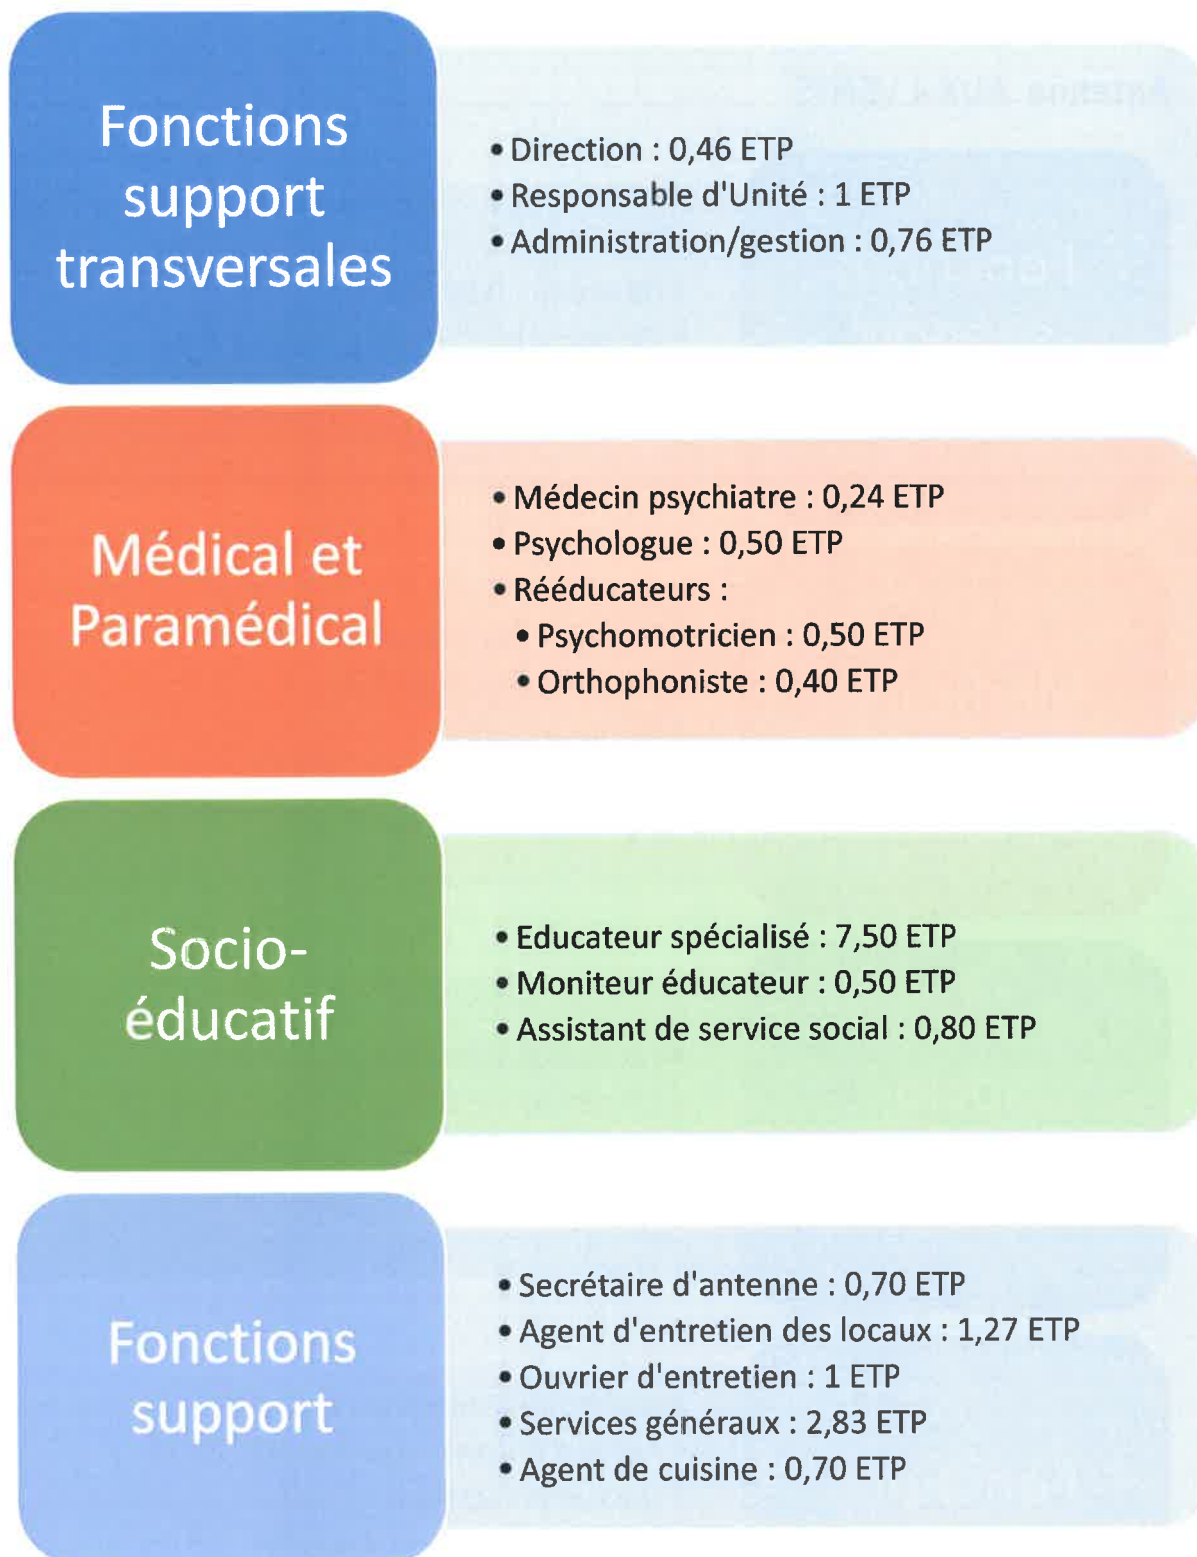 Fonctions
support
transversales
• Direction : 0,46 ETP
• Responsable d'Unité : 1 ETP
• Administration/gestion : 0,76 ETP
Médical et
Paramédical
• Médecin psychiatre : 0,24 ETP
• Psychologue : 0,50 ETP
• Rééducateurs :
• Psychomotricien : 0,50 ETP
• Orthophoniste : 0,40 ETP
Socio-
éducatif
• Educateur spécialisé : 7,50 ETP
• Moniteur éducateur : 0,50 ETP
• Assistant de service social : 0,80 ETP
Fonctions
support
• Secrétaire d'antenne : 0,70 ETP
• Agent d'entretien des locaux : 1,27 ETP
• Ouvrier d'entretien : 1 ETP
• Services généraux : 2,83 ETP
• Agent de cuisine : 0,70 ETP